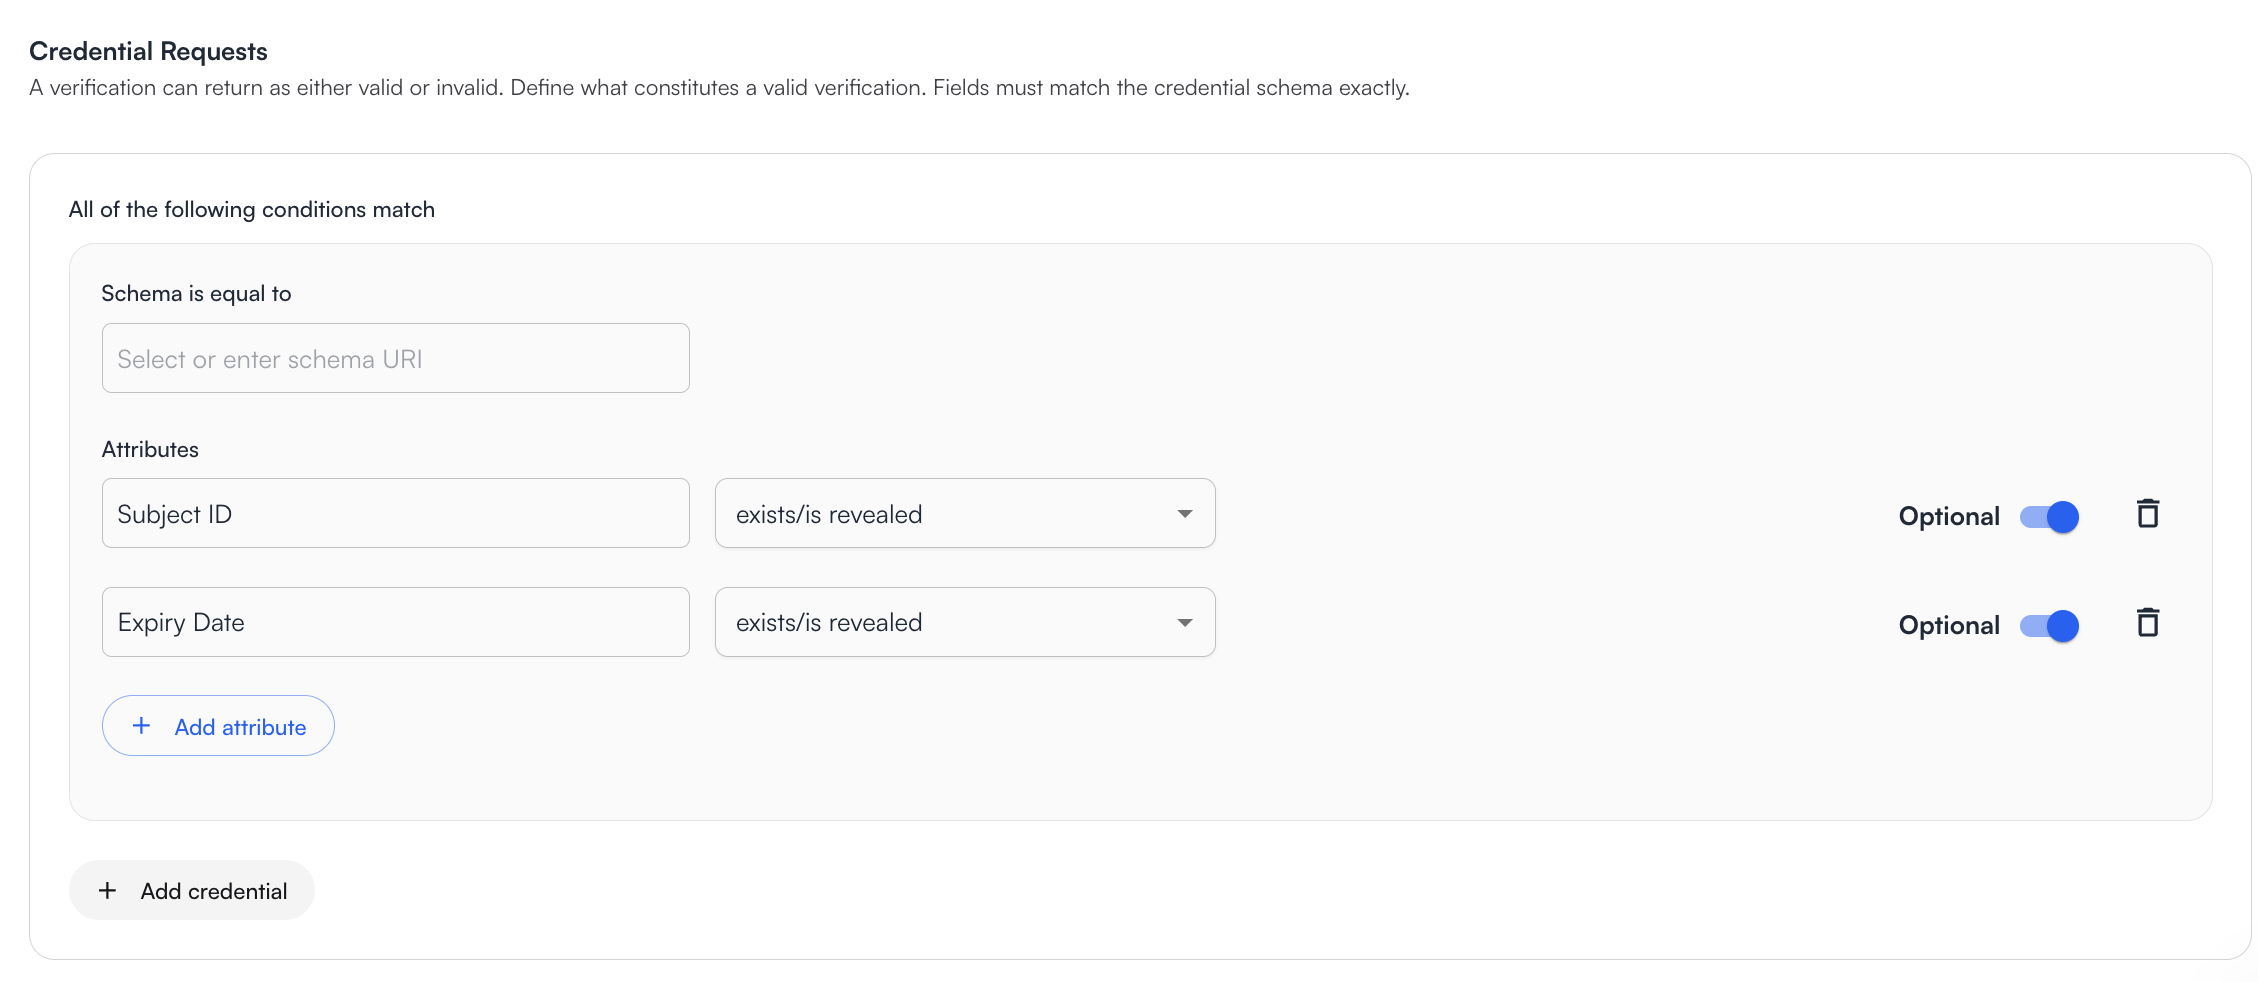 Credential Requests
A verification can return as either valid or invalid. Define what constitutes a valid verification. Fields must match the credential schema exactly.
All of the following conditions match
Schema is equal to
Select or enter schema URI
Attributes
Subject ID exists/is revealed Optional
Expiry Date exists/is revealed Optional
+ Add attribute
+ Add credential